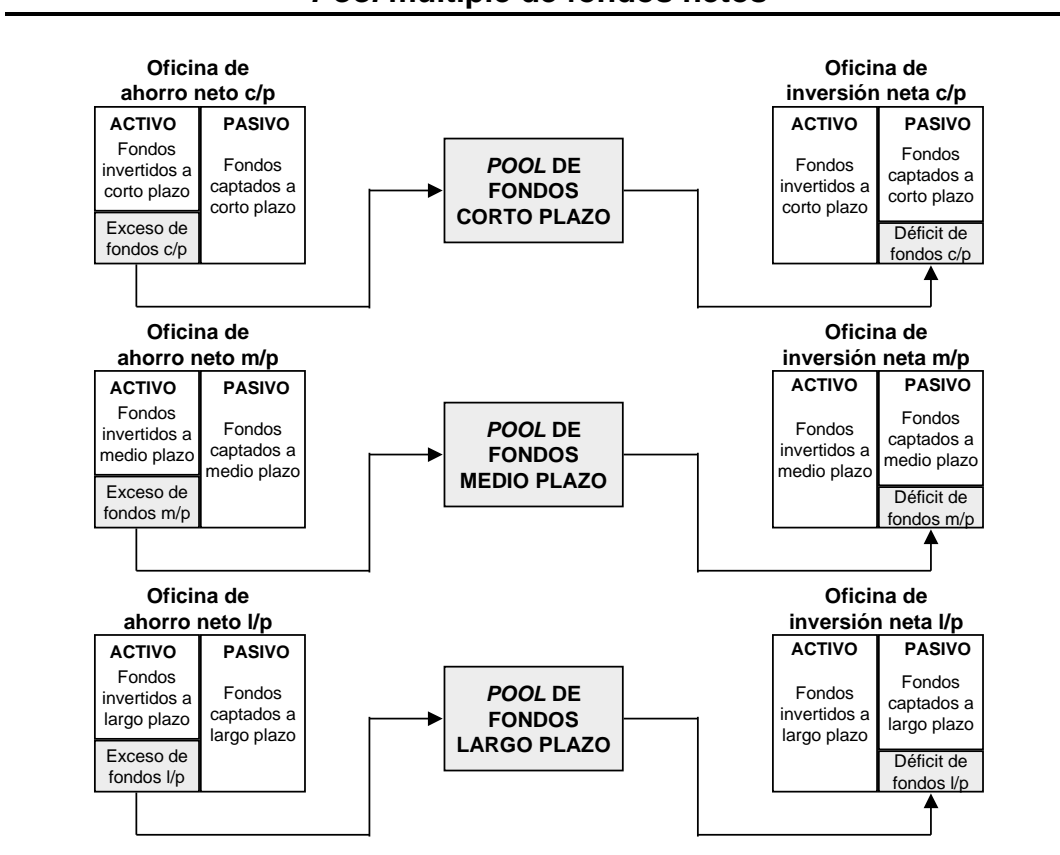 Oficina de
ahorro neto c/p
ACTIVO
Fondos
invertidos a
corto plazo
Exceso de
fondos c/p
PASIVO
Fondos
captados a
corto plazo
POOL DE
FONDOS
CORTO PLAZO
Oficina de
inversión neta c/p
ACTIVO
Fondos
invertidos a
corto plazo
PASIVO
Fondos
captados a
corto plazo
Déficit de
fondos c/p
Oficina de
ahorro neto m/p
ACTIVO
Fondos
invertidos a
medio plazo
Exceso de
fondos m/p
PASIVO
Fondos
captados a
medio plazo
POOL DE
FONDOS
MEDIO PLAZO
Oficina de
inversión neta m/p
ACTIVO
Fondos
invertidos a
medio plazo
PASIVO
Fondos
captados a
medio plazo
Déficit de
fondos m/p
Oficina de
ahorro neto l/p
ACTIVO
Fondos
invertidos a
largo plazo
Exceso de
fondos l/p
PASIVO
Fondos
captados a
largo plazo
POOL DE
FONDOS
LARGO PLAZO
Oficina de
inversión neta l/p
ACTIVO
Fondos
invertidos a
largo plazo
PASIVO
Fondos
captados a
largo plazo
Déficit de
fondos l/p